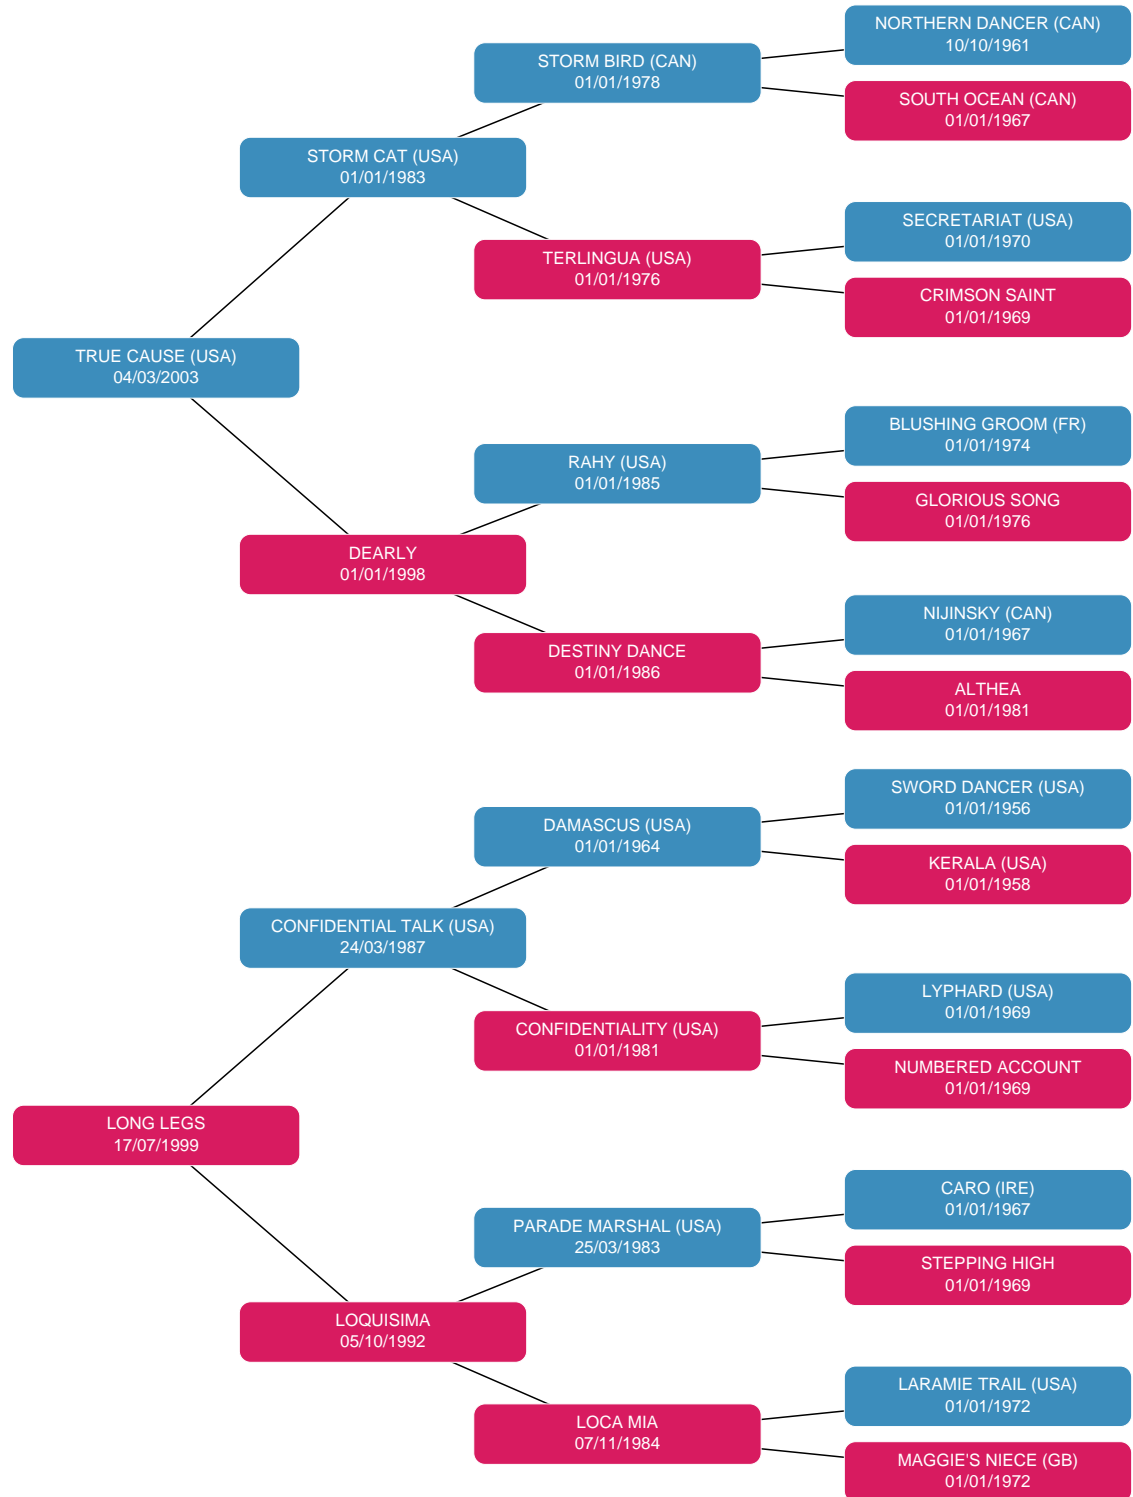 NORTHERN DANCER (CAN)
10/10/1961
STORM BIRD (CAN)
01/01/1978
SOUTH OCEAN (CAN)
01/01/1967
STORM CAT (USA)
01/01/1983
SECRETARIAT (USA)
01/01/1970
TERLINGUA (USA)
01/01/1976
CRIMSON SAINT
01/01/1969
TRUE CAUSE (USA)
04/03/2003
BLUSHING GROOM (FR)
01/01/1974
RAHY (USA)
01/01/1985
GLORIOUS SONG
01/01/1976
DEARLY
01/01/1998
NIJINSKY (CAN)
01/01/1967
DESTINY DANCE
01/01/1986
ALTHEA
01/01/1981
SWORD DANCER (USA)
01/01/1956
DAMASCUS (USA)
01/01/1964
KERALA (USA)
01/01/1958
CONFIDENTIAL TALK (USA)
24/03/1987
LYPHARD (USA)
01/01/1969
CONFIDENTIALITY (USA)
01/01/1981
NUMBERED ACCOUNT
01/01/1969
LONG LEGS
17/07/1999
CARO (IRE)
01/01/1967
PARADE MARSHAL (USA)
25/03/1983
STEPPING HIGH
01/01/1969
LOQUISIMA
05/10/1992
LARAMIE TRAIL (USA)
01/01/1972
LOCA MIA
07/11/1984
MAGGIE'S NIECE (GB)
01/01/1972